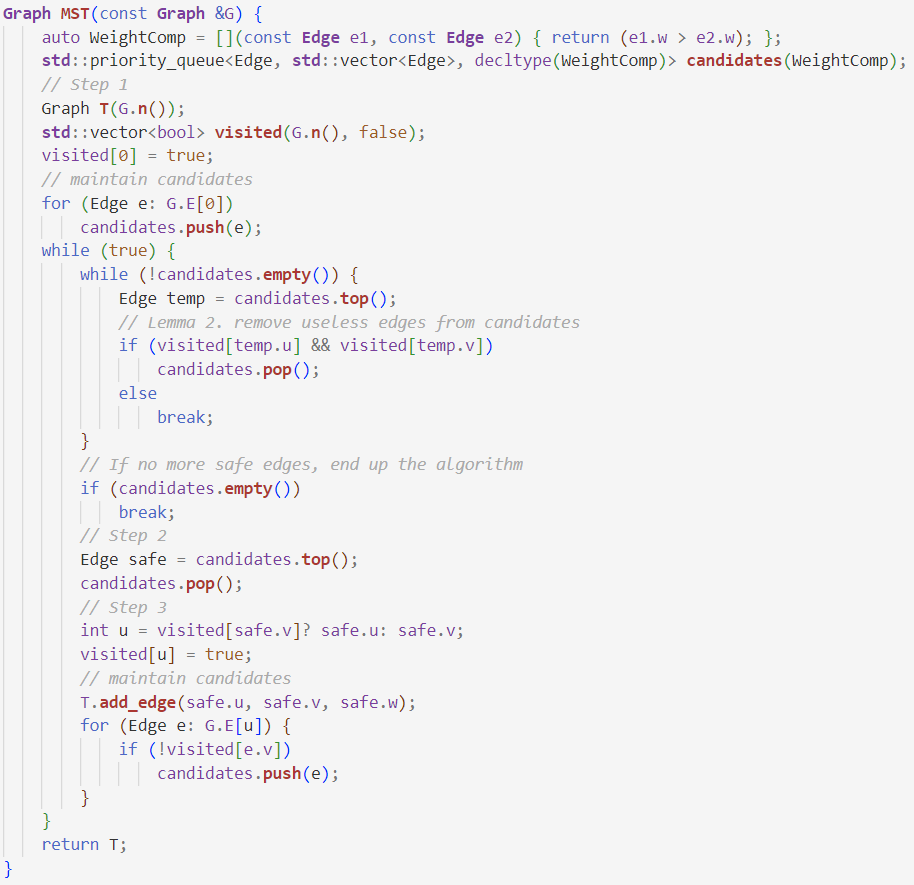 Graph MST(const Graph &G) {
    auto WeightComp = [](const Edge e1, const Edge e2) { return (e1.w > e2.w); };
    std::priority_queue<Edge, std::vector<Edge>, decltype(WeightComp)> candidates(WeightComp);
    // Step 1
    Graph T(G.n());
    std::vector<bool> visited(G.n(), false);
    visited[0] = true;
    // maintain candidates
    for (Edge e: G.E[0])
        candidates.push(e);
    while (true) {
        while (!candidates.empty()) {
            Edge temp = candidates.top();
            // Lemma 2. remove useless edges from candidates
            if (visited[temp.u] && visited[temp.v])
                candidates.pop();
            else
                break;
        }
        // If no more safe edges, end up the algorithm
        if (candidates.empty())
            break;
        // Step 2
        Edge safe = candidates.top();
        candidates.pop();
        // Step 3
        int u = visited[safe.v]? safe.u: safe.v;
        visited[u] = true;
        // maintain candidates
        T.add_edge(safe.u, safe.v, safe.w);
        for (Edge e: G.E[u]) {
            if (!visited[e.v])
                candidates.push(e);
        }
    }
    return T;
}